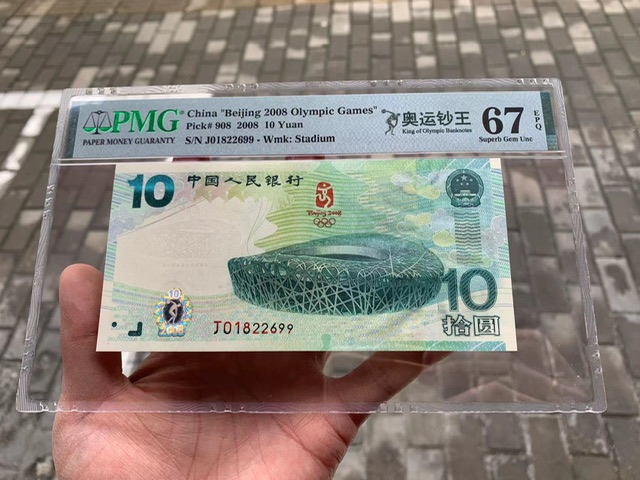 PMG
PAPER MONEY GUARANTY
China "Beijing 2008 Olympic Games"
Pick# 908 2008 10 Yuan
S/N J01822699 - Wmk: Stadium
奥运钞王
King of Olympic Banknotes
67 EPQ
Superb Gem Unc
10 中国人民银行
Beijing 2008
10
10
拾圆
J01822699